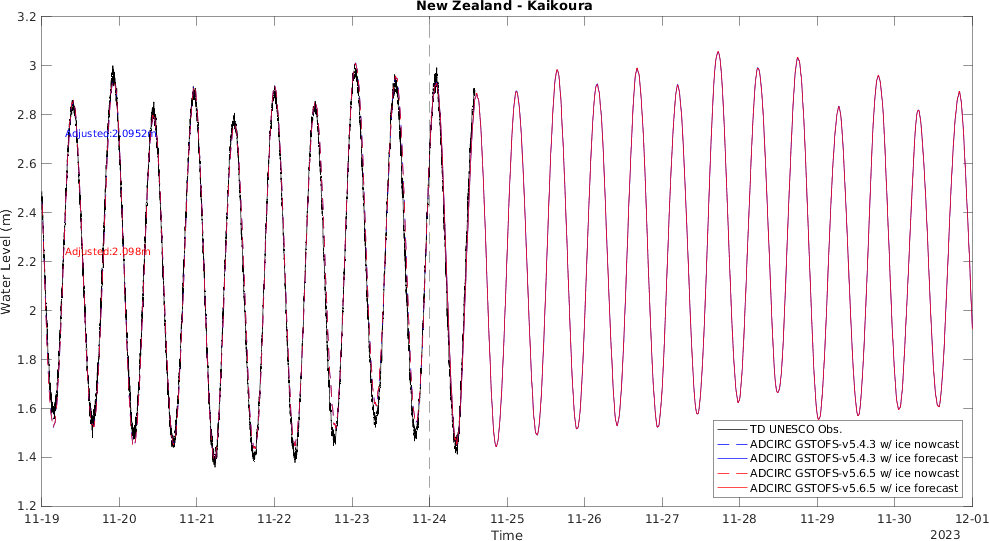 New Zealand - Kaikoura
3.2
3
2.8
2.6
2.4
2.2
2
1.8
1.6
1.4
1.2
Water Level (m)
Adjusted:2.0952m
Adjusted:2.098m
TD UNESCO Obs.
ADCIRC GSTOFS-v5.4.3 w/ ice nowcast
ADCIRC GSTOFS-v5.4.3 w/ ice forecast
ADCIRC GSTOFS-v5.6.5 w/ ice nowcast
ADCIRC GSTOFS-v5.6.5 w/ ice forecast
11-19 11-20 11-21 11-22 11-23 11-24 11-25 11-26 11-27 11-28 11-29 11-30 12-01
Time
2023